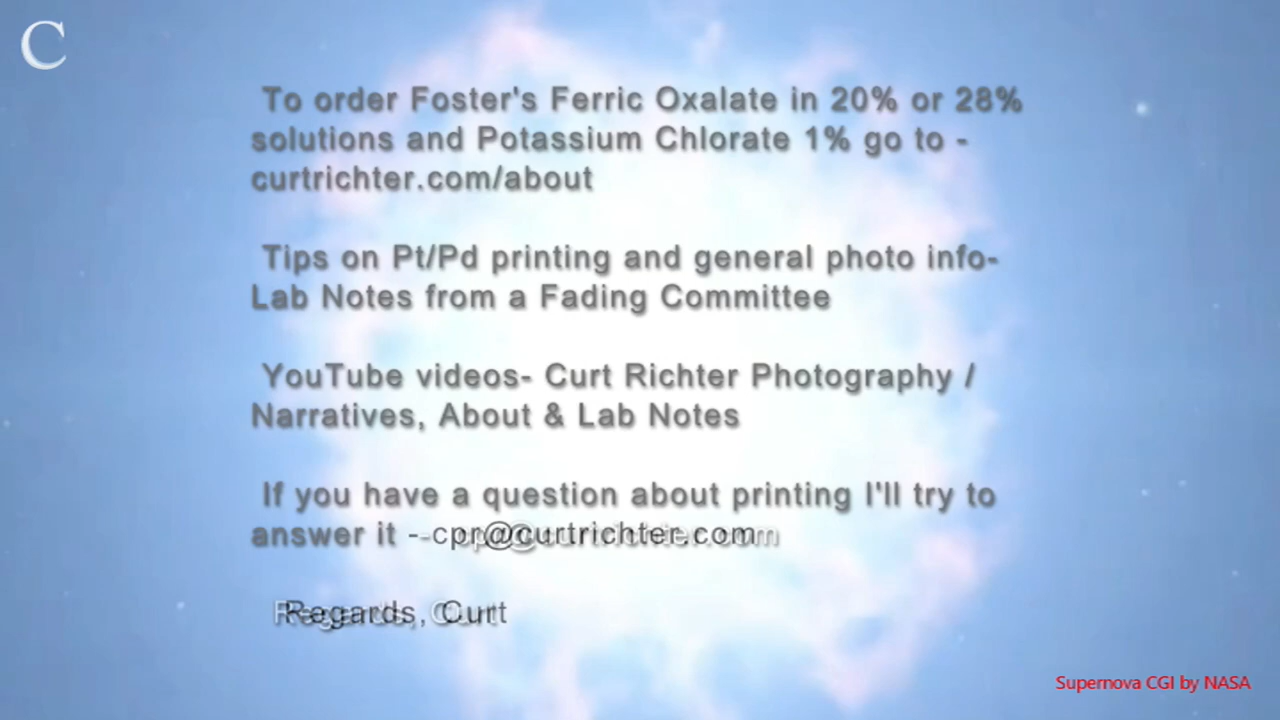 C
To order Foster's Ferric Oxalate in 20% or 28%
solutions and Potassium Chlorate 1% go to -
curtrichter.com/about
Tips on Pt/Pd printing and general photo info-
Lab Notes from a Fading Committee
YouTube videos- Curt Richter Photography /
Narratives, About & Lab Notes
If you have a question about printing I'll try to
answer it -- cpr@curtrichter.com
Regards, Curt
Supernova CGI by NASA